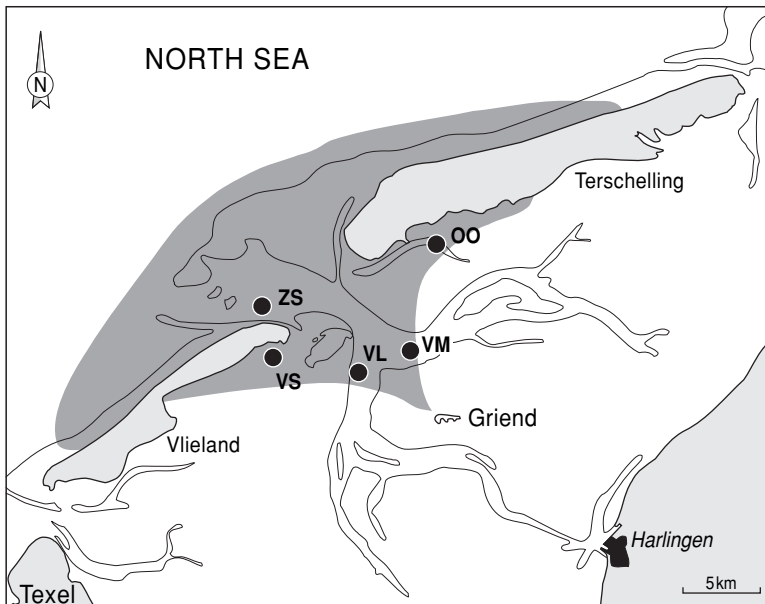 NORTH SEA
N
Terschelling
OO
ZS
VM
VL
VS
Griend
Vlieland
Harlingen
Texel
5km